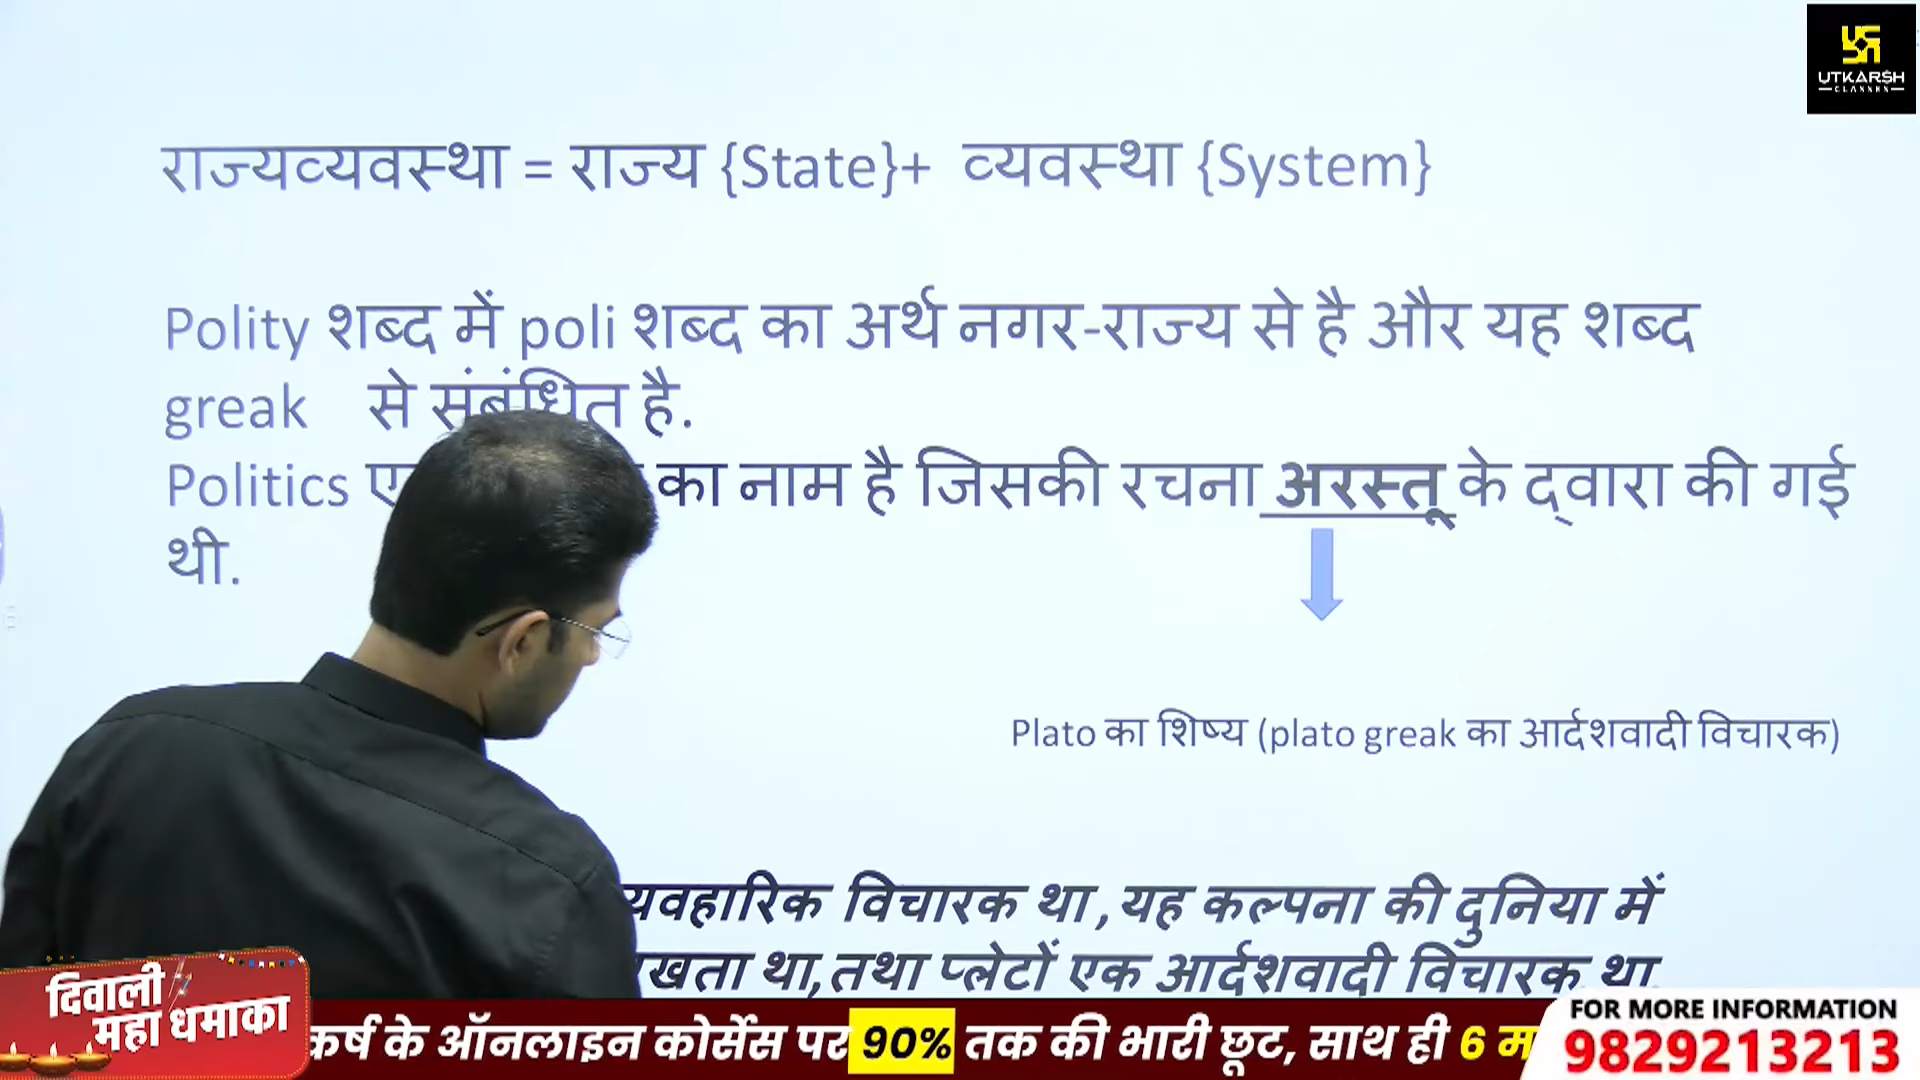 UTKARSH
CLASSES
राज्यव्यवस्था = राज्य {State}+ व्यवस्था {System}
Polity शब्द में poli शब्द का अर्थ नगर-राज्य से है और यह शब्द
greak से संबंधित है.
Politics का नाम है जिसकी रचना अरस्तू के द्वारा की गई
थी.
Plato का शिष्य (plato greak का आर्दशवादी विचारक)
विचारक था, यह कल्पना की दुनिया में
था, तथा प्लेटों एक आर्दशवादी विचारक था.
दिवाली
महा धमाका
के ऑनलाइन कोर्सेस पर 90% तक की भारी छूट, साथ ही 6
FOR MORE INFORMATION
9829213213